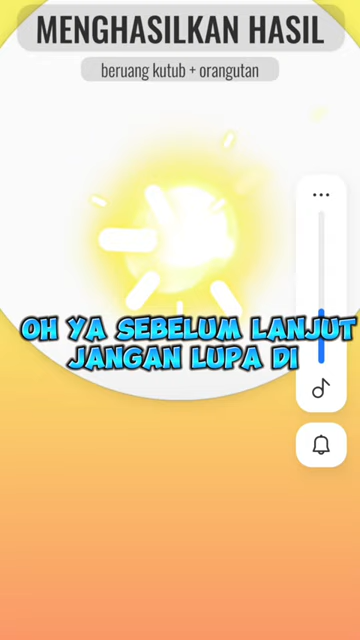 MENGHASILKAN HASIL
beruang kutub + orangutan
OH YA SEBELUM LANJUT
JANGAN LUPA DI